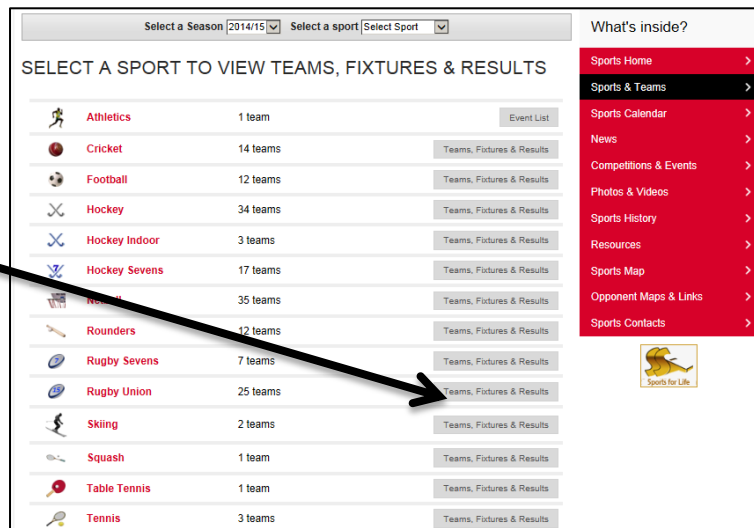 Select a Season 2014/15 Select a sport Select Sport
SELECT A SPORT TO VIEW TEAMS, FIXTURES & RESULTS
Athletics 1 team Event List
Cricket 14 teams Teams, Fixtures & Results
Football 12 teams Teams, Fixtures & Results
Hockey 34 teams Teams, Fixtures & Results
Hockey Indoor 3 teams Teams, Fixtures & Results
Hockey Sevens 17 teams Teams, Fixtures & Results
35 teams Teams, Fixtures & Results
Rounders 12 teams Teams, Fixtures & Results
Rugby Sevens 7 teams Teams, Fixtures & Results
Rugby Union 25 teams Teams, Fixtures & Results
Skiing 2 teams Teams, Fixtures & Results
Squash 1 team Teams, Fixtures & Results
Table Tennis 1 team Teams, Fixtures & Results
Tennis 3 teams Teams, Fixtures & Results
What's inside?
Sports Home
Sports & Teams
Sports Calendar
News
Competitions & Events
Photos & Videos
Sports History
Resources
Sports Map
Opponent Maps & Links
Sports Contacts
Sports for Life